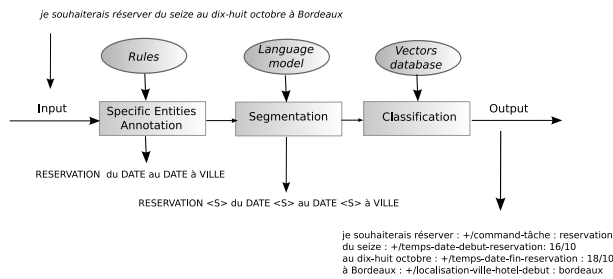 je souhaiterais réserver du seize au dix-huit octobre à Bordeaux
Rules
Language
model
Vectors
database
Input
Specific Entities
Annotation
Segmentation
Classification
Output
RESERVATION du DATE au DATE à VILLE
RESERVATION <S> du DATE <S> au DATE <S> à VILLE
je souhaiterais réserver : +/command-tâche : reservation
du seize : +/temps-date-debut-reservation: 16/10
au dix-huit octobre : +/temps-date-fin-reservation : 18/10
à Bordeaux : +/localisation-ville-hotel-debut : bordeaux